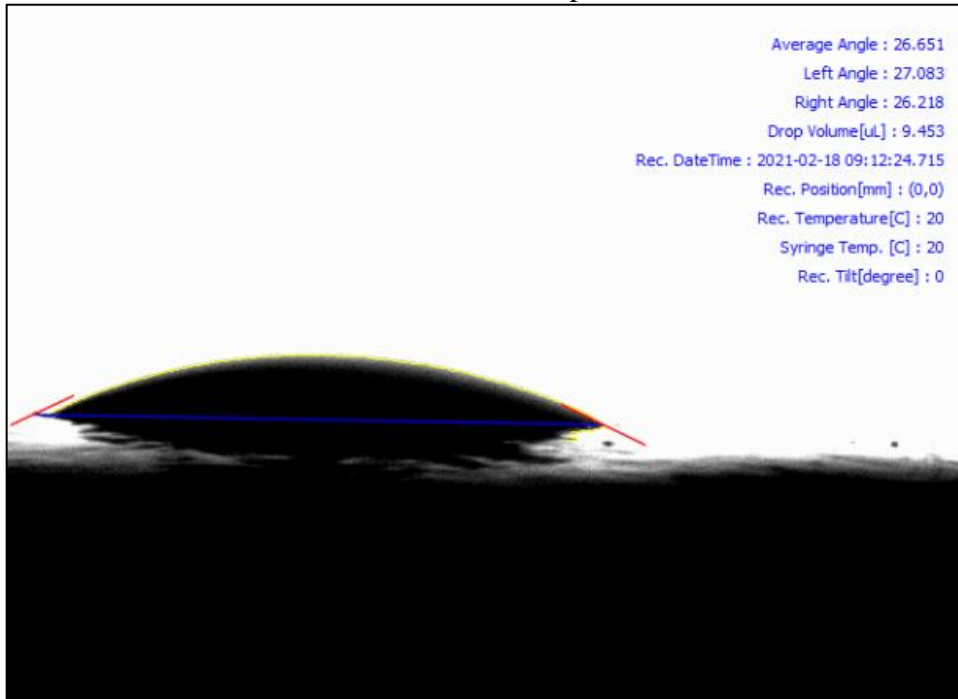 Average Angle : 26.651
Left Angle : 27.083
Right Angle : 26.218
Drop Volume[uL] : 9.453
Rec. DateTime : 2021-02-18 09:12:24.715
Rec. Position[mm] : (0,0)
Rec. Temperature[C] : 20
Syringe Temp. [C] : 20
Rec. Tilt[degree] : 0